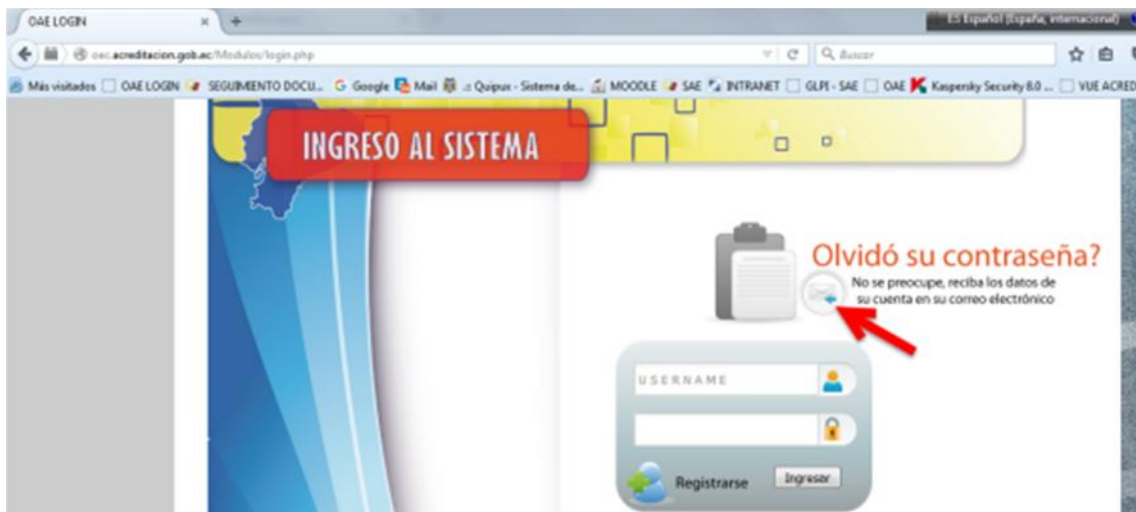 OAE LOGIN
ES Español (España, internacional)
oec.acreditacion.gob.ec/Modulos/login.php
Buscar
Más visitados OAE LOGIN SEGUIMIENTO DOCU... Google Mail .:: Quipux - Sistema de... MOODLE SAE INTRANET GLPI - SAE OAE Kaspersky Security 8.0 ... VUE ACRED
INGRESO AL SISTEMA
Olvidó su contraseña?
No se preocupe, reciba los datos de
su cuenta en su correo electrónico
USERNAME
Registrarse Ingresar